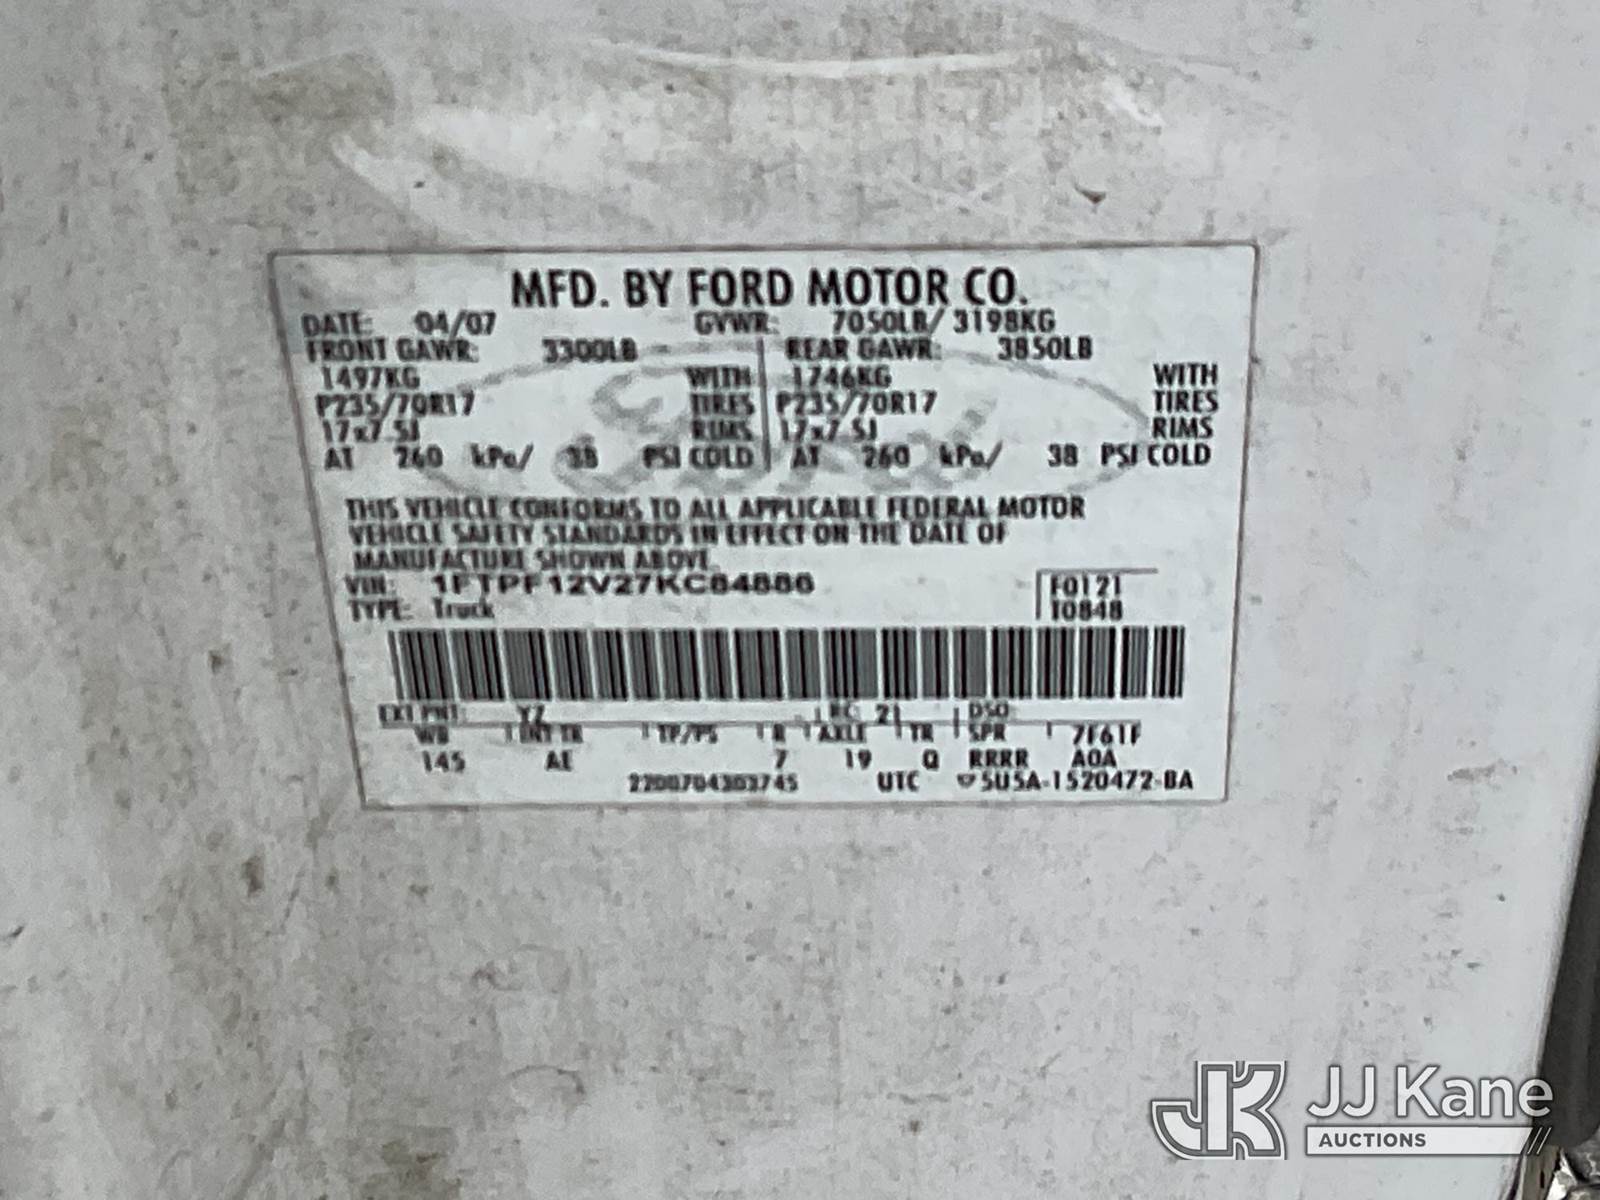 MFD. BY FORD MOTOR CO.
DATE: 04/07 GVWR: 7050LB/ 3198KG
FRONT GAWR: 3300LB REAR GAWR: 3850LB
1497KG WITH 1746KG WITH
P235/70R17 TIRES P235/70R17 TIRES
17x7.5J RIMS 17x7.5J RIMS
AT 260 kPa/ 38 PSI COLD AT 260 kPa/ 38 PSI COLD
THIS VEHICLE CONFORMS TO ALL APPLICABLE FEDERAL MOTOR
VEHICLE SAFETY STANDARDS IN EFFECT ON THE DATE OF
MANUFACTURE SHOWN ABOVE.
VIN: 1FTPF12V27KC84886 F0121
TYPE: Truck T0848
EXT PNT: YZ RC: 21 DSO:
WB INT TR TP/PS R AXLE TR SPR 7F61F
145 AE 7 19 Q RRRR AOA
2200704303745 UTC 5U5A-1520472-BA
JJ Kane
AUCTIONS